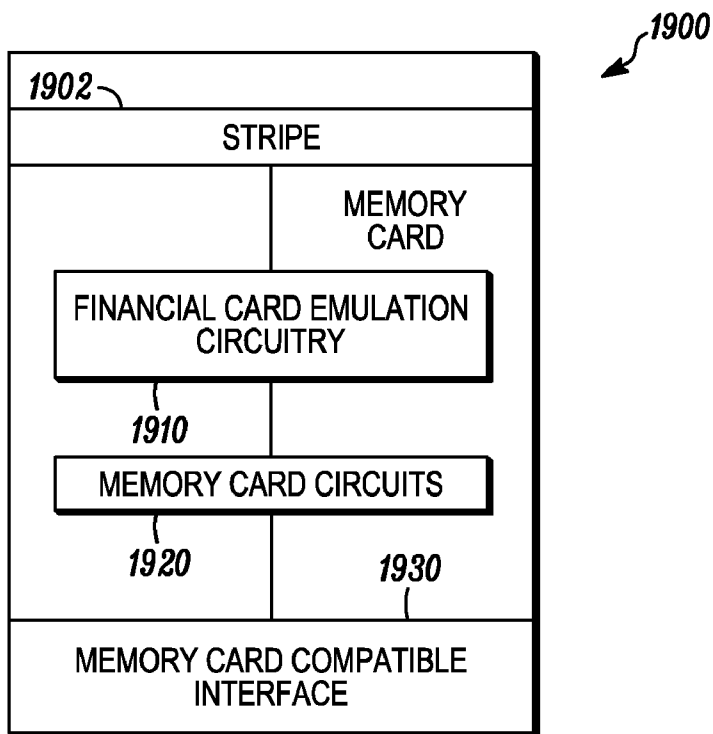 1900
1902
STRIPE
MEMORY
CARD
FINANCIAL CARD EMULATION
CIRCUITRY
1910
MEMORY CARD CIRCUITS
1920
1930
MEMORY CARD COMPATIBLE
INTERFACE